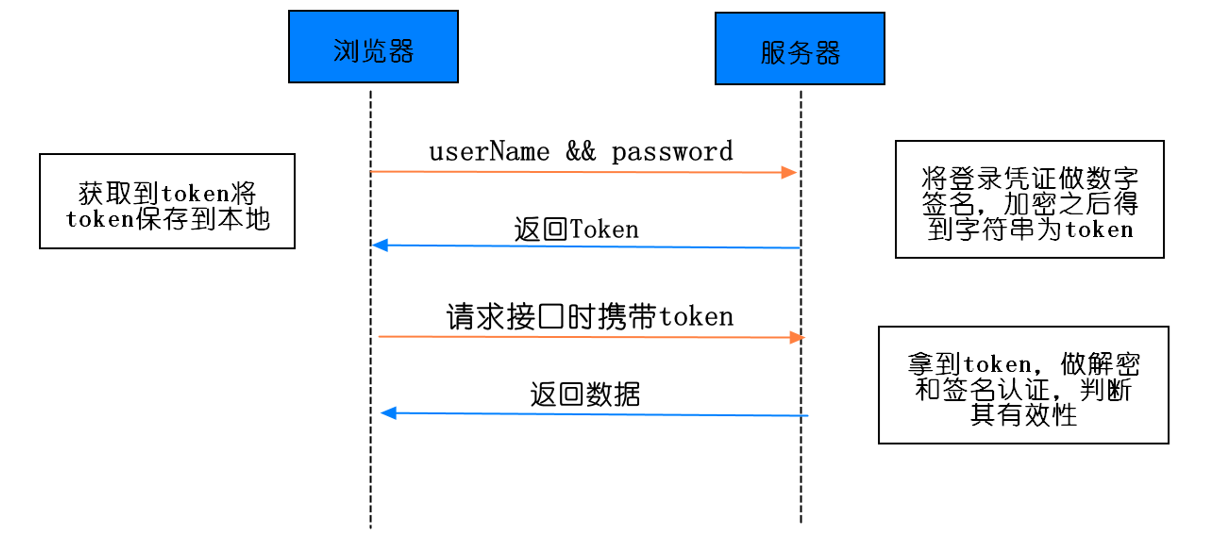 浏览器
服务器
userName && password
获取到token将
token保存到本地
将登录凭证做数字
签名，加密之后得
到字符串为token
返回Token
请求接口时携带token
拿到token，做解密
和签名认证，判断
其有效性
返回数据